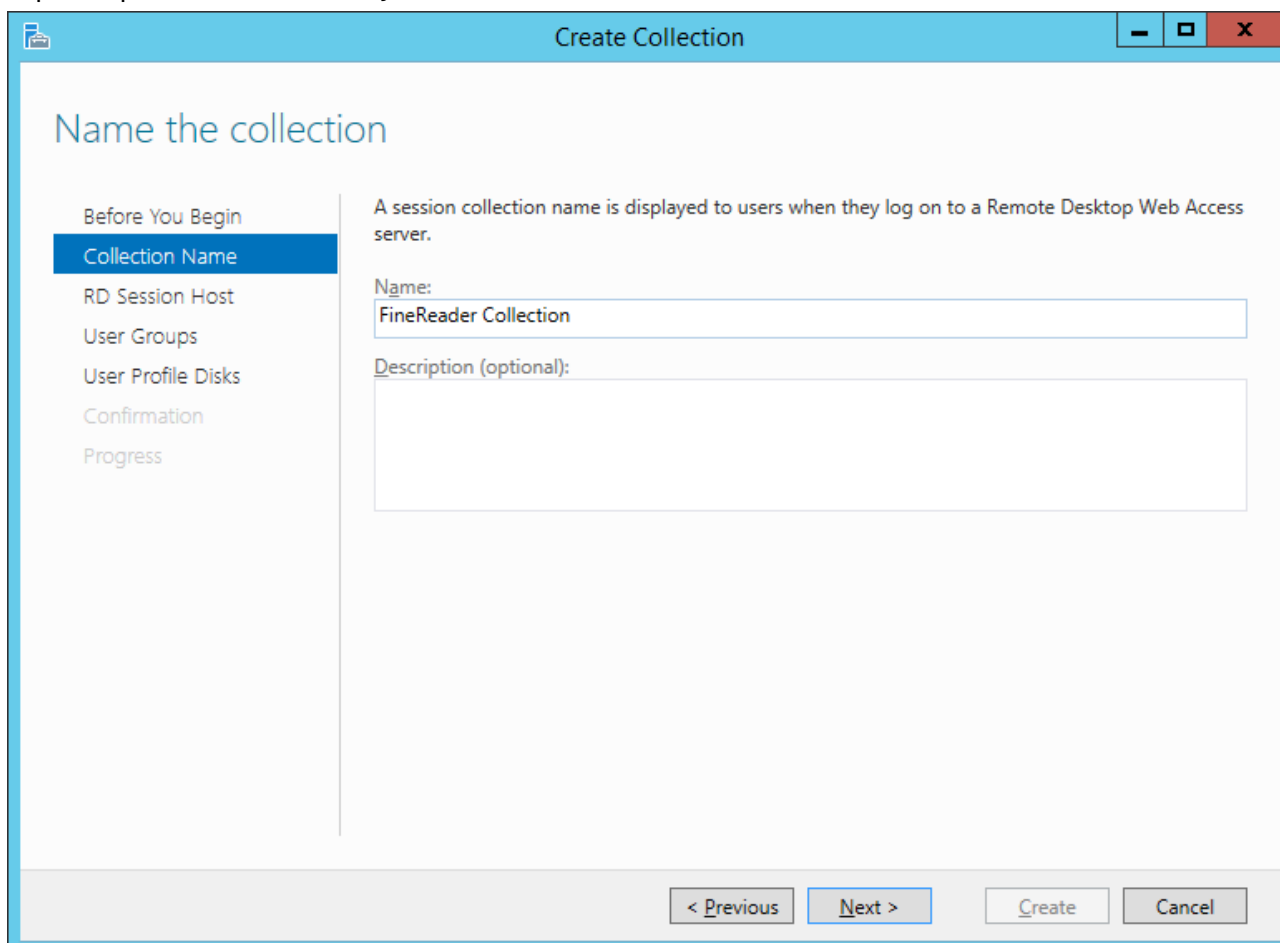 Create Collection
Name the collection
Before You Begin
Collection Name
RD Session Host
User Groups
User Profile Disks
Confirmation
Progress
A session collection name is displayed to users when they log on to a Remote Desktop Web Access
server.
Name:
FineReader Collection
Description (optional):
< Previous
Next >
Create
Cancel